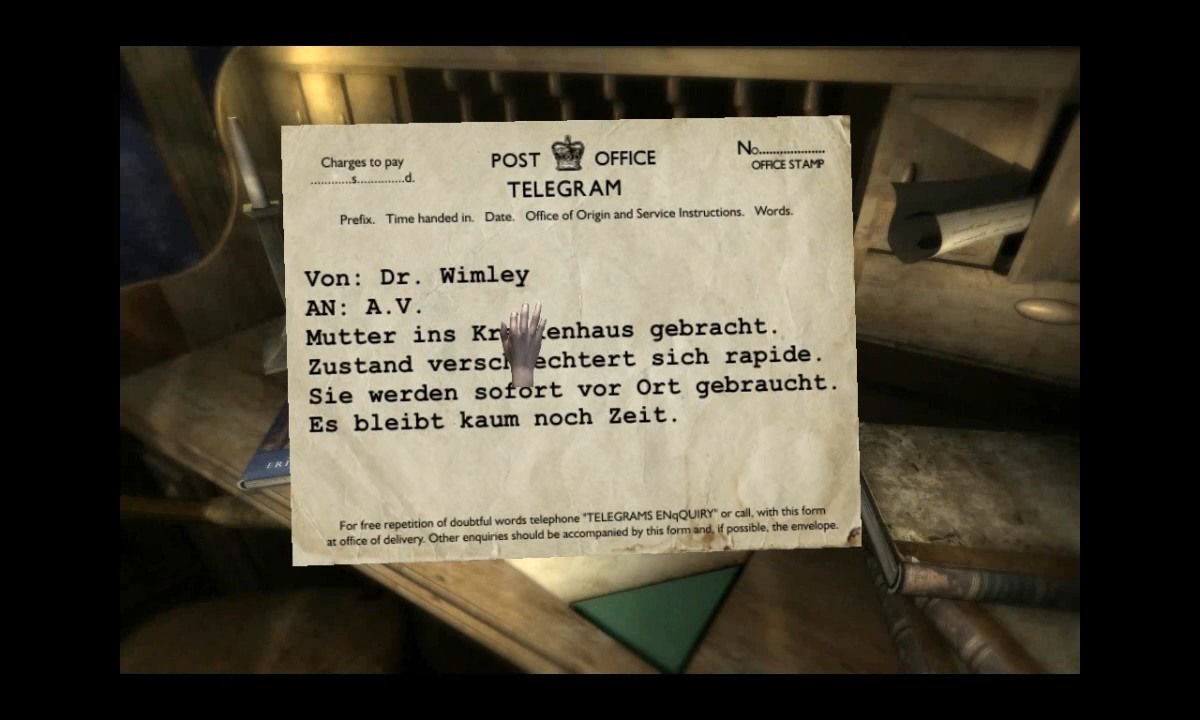 Charges to pay
............s..............d.
POST OFFICE
TELEGRAM
No..................
OFFICE STAMP
Prefix. Time handed in. Date. Office of Origin and Service Instructions. Words.
Von: Dr. Wimley
AN: A.V.
Mutter ins Krankenhaus gebracht.
Zustand verschlechtert sich rapide.
Sie werden sofort vor Ort gebraucht.
Es bleibt kaum noch Zeit.
For free repetition of doubtful words telephone "TELEGRAMS ENqQUIRY" or call, with this form
at office of delivery. Other enquiries should be accompanied by this form and, if possible, the envelope.